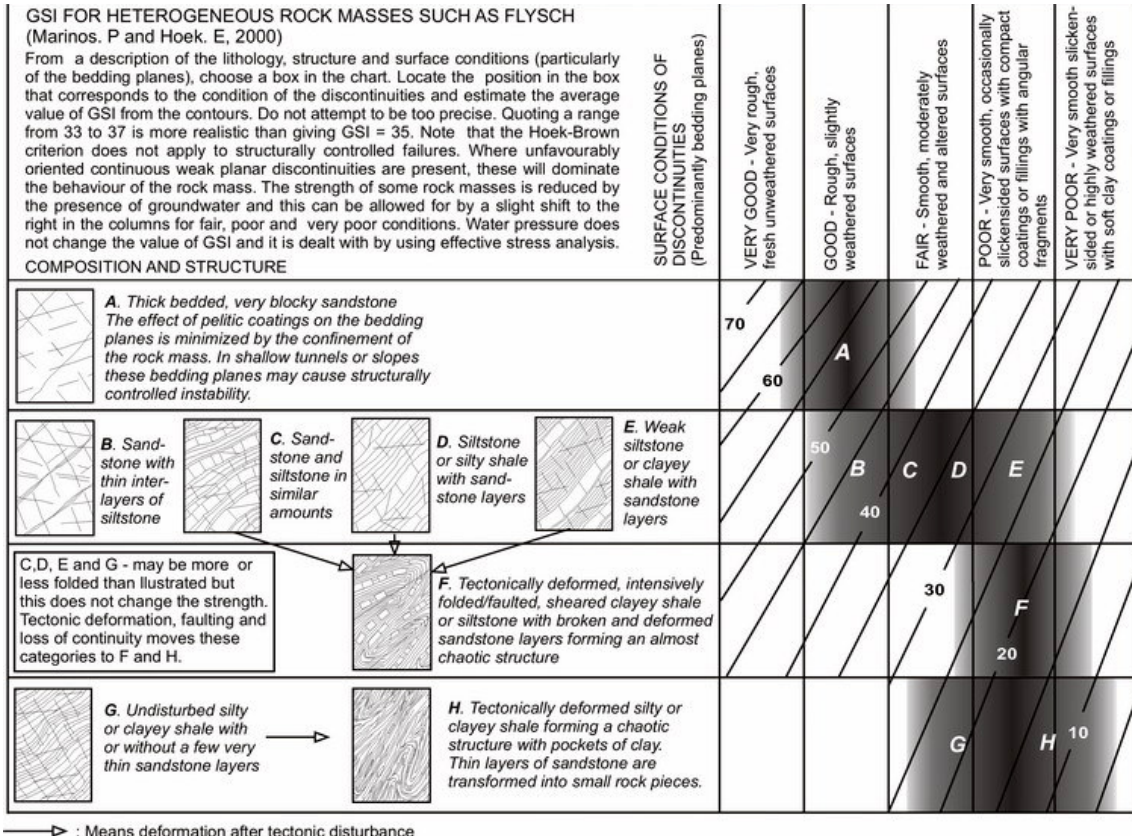 GSI FOR HETEROGENEOUS ROCK MASSES SUCH AS FLYSCH
(Marinos. P and Hoek. E, 2000)
From a description of the lithology, structure and surface conditions (particularly
of the bedding planes), choose a box in the chart. Locate the position in the box
that corresponds to the condition of the discontinuities and estimate the average
value of GSI from the contours. Do not attempt to be too precise. Quoting a range
from 33 to 37 is more realistic than giving GSI = 35. Note that the Hoek-Brown
criterion does not apply to structurally controlled failures. Where unfavourably
oriented continuous weak planar discontinuities are present, these will dominate
the behaviour of the rock mass. The strength of some rock masses is reduced by
the presence of groundwater and this can be allowed for by a slight shift to the
right in the columns for fair, poor and very poor conditions. Water pressure does
not change the value of GSI and it is dealt with by using effective stress analysis.
COMPOSITION AND STRUCTURE
SURFACE CONDITIONS OF
DISCONTINUITIES
(Predominantly bedding planes)
VERY GOOD - Very rough,
fresh unweathered surfaces
GOOD - Rough, slightly
weathered surfaces
FAIR - Smooth, moderately
weathered and altered surfaces
POOR - Very smooth, occasionally
slickensided surfaces with compact
coatings or fillings with angular
fragments
VERY POOR - Very smooth slicken-
sided or highly weathered surfaces
with soft clay coatings or fillings
A. Thick bedded, very blocky sandstone
The effect of pelitic coatings on the bedding
planes is minimized by the confinement of
the rock mass. In shallow tunnels or slopes
these bedding planes may cause structurally
controlled instability.
70
60
A
B. Sand-
stone with
thin inter-
layers of
siltstone
C. Sand-
stone and
siltstone in
similar
amounts
D. Siltstone
or silty shale
with sand-
stone layers
E. Weak
siltstone
or clayey
shale with
sandstone
layers
50
B
C
D
E
40
C,D, E and G - may be more or
less folded than llustrated but
this does not change the strength.
Tectonic deformation, faulting and
loss of continuity moves these
categories to F and H.
F. Tectonically deformed, intensively
folded/faulted, sheared clayey shale
or siltstone with broken and deformed
sandstone layers forming an almost
chaotic structure
30
F
20
G. Undisturbed silty
or clayey shale with
or without a few very
thin sandstone layers
H. Tectonically deformed silty or
clayey shale forming a chaotic
structure with pockets of clay.
Thin layers of sandstone are
transformed into small rock pieces.
G
H
10
: Means deformation after tectonic disturbance